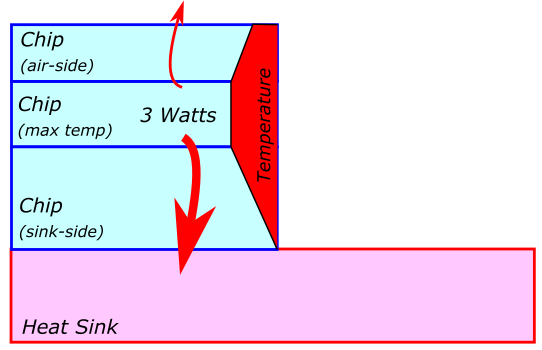 Chip
(air-side)
Chip
(max temp)
3 Watts
Temperature
Chip
(sink-side)
Heat Sink